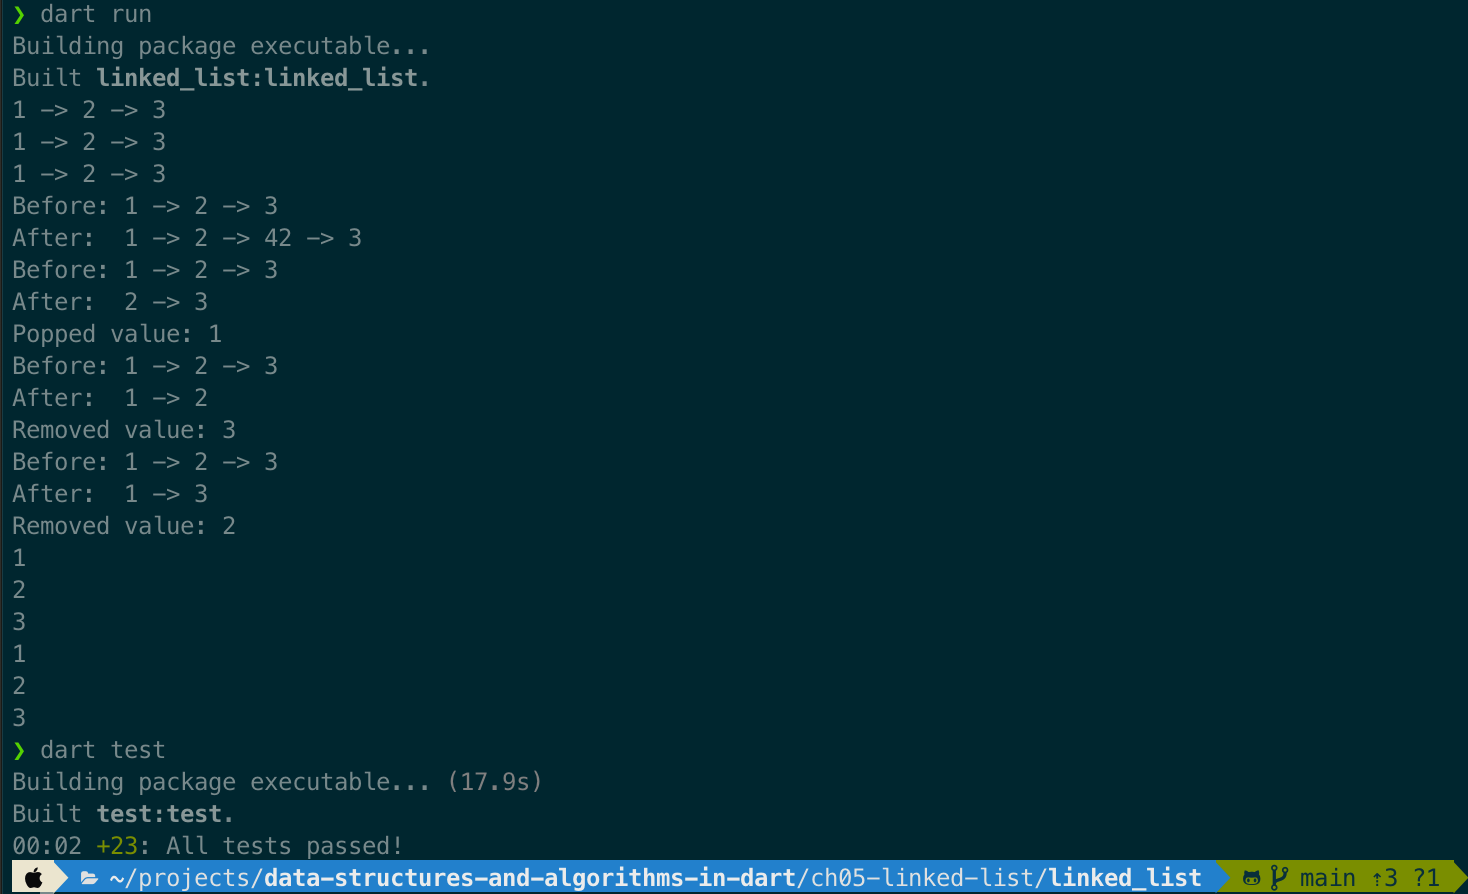 ❯ dart run
Building package executable...
Built linked_list:linked_list.
1 -> 2 -> 3
1 -> 2 -> 3
1 -> 2 -> 3
Before: 1 -> 2 -> 3
After:  1 -> 2 -> 42 -> 3
Before: 1 -> 2 -> 3
After:  2 -> 3
Popped value: 1
Before: 1 -> 2 -> 3
After:  1 -> 2
Removed value: 3
Before: 1 -> 2 -> 3
After:  1 -> 3
Removed value: 2
1
2
3
1
2
3
❯ dart test
Building package executable... (17.9s)
Built test:test.
00:02 +23: All tests passed!
~/projects/data-structures-and-algorithms-in-dart/ch05-linked-list/linked_list main ⇡3 ?1